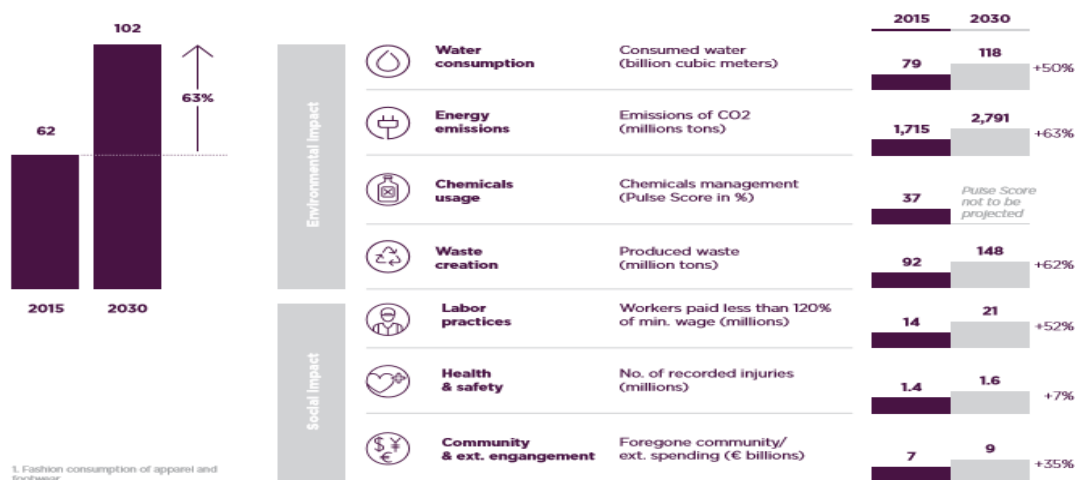 102
63%
62
2015 2030
Environmental Impact
Social Impact
2015 2030
Water
consumption
Consumed water
(billion cubic meters)
79 118 +50%
Energy
emissions
Emissions of CO2
(millions tons)
1,715 2,791 +63%
Chemicals
usage
Chemicals management
(Pulse Score in %)
37
Pulse Score
not to be
projected
Waste
creation
Produced waste
(million tons)
92 148 +62%
Labor
practices
Workers paid less than 120%
of min. wage (millions)
14 21 +52%
Health
& safety
No. of recorded injuries
(millions)
1.4 1.6 +7%
Community
& ext. engangement
Foregone community/
ext. spending (€ billions)
7 9 +35%
1. Fashion consumption of apparel and
footwear